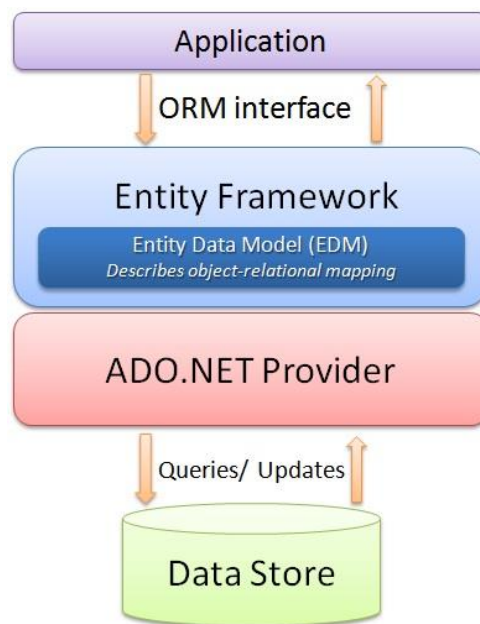 Application
ORM interface
Entity Framework
Entity Data Model (EDM)
Describes object-relational mapping
ADO.NET Provider
Queries/ Updates
Data Store